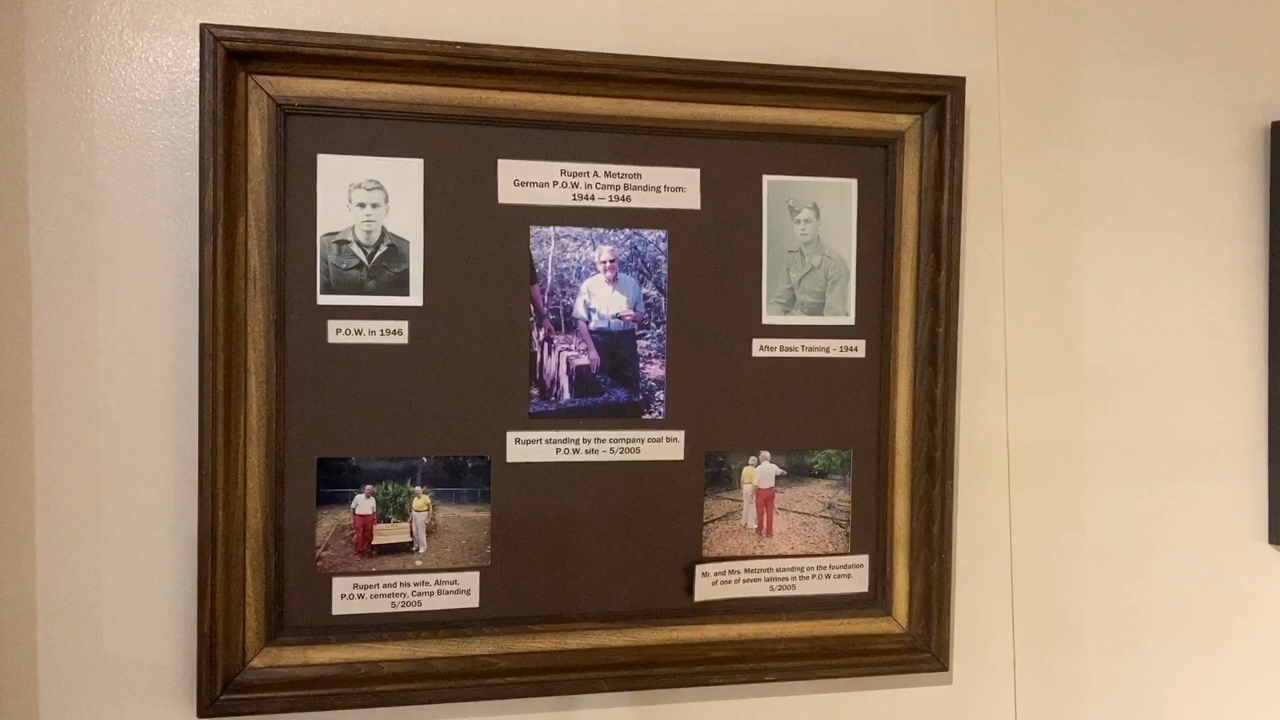 Rupert A. Metzroth
German P.O.W. in Camp Blanding from:
1944 — 1946
P.O.W. in 1946
After Basic Training – 1944
Rupert standing by the company coal bin.
P.O.W. site – 5/2005
Rupert and his wife, Almut,
P.O.W. cemetery, Camp Blanding
5/2005
Mr. and Mrs. Metzroth standing on the foundation
of one of seven latrines in the P.O.W camp.
5/2005